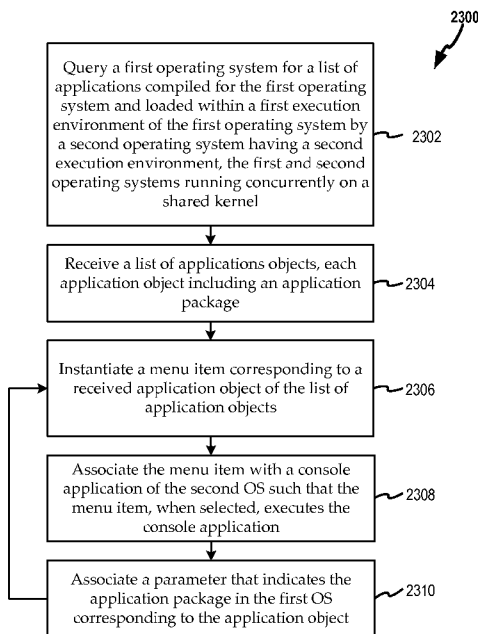 2300
Query a first operating system for a list of
applications compiled for the first operating
system and loaded within a first execution
environment of the first operating system by
a second operating system having a second
execution environment, the first and second
operating systems running concurrently on a
shared kernel
2302
Receive a list of applications objects, each
application object including an application
package
2304
Instantiate a menu item corresponding to a
received application object of the list of
application objects
2306
Associate the menu item with a console
application of the second OS such that the
menu item, when selected, executes the
console application
2308
Associate a parameter that indicates the
application package in the first OS
corresponding to the application object
2310